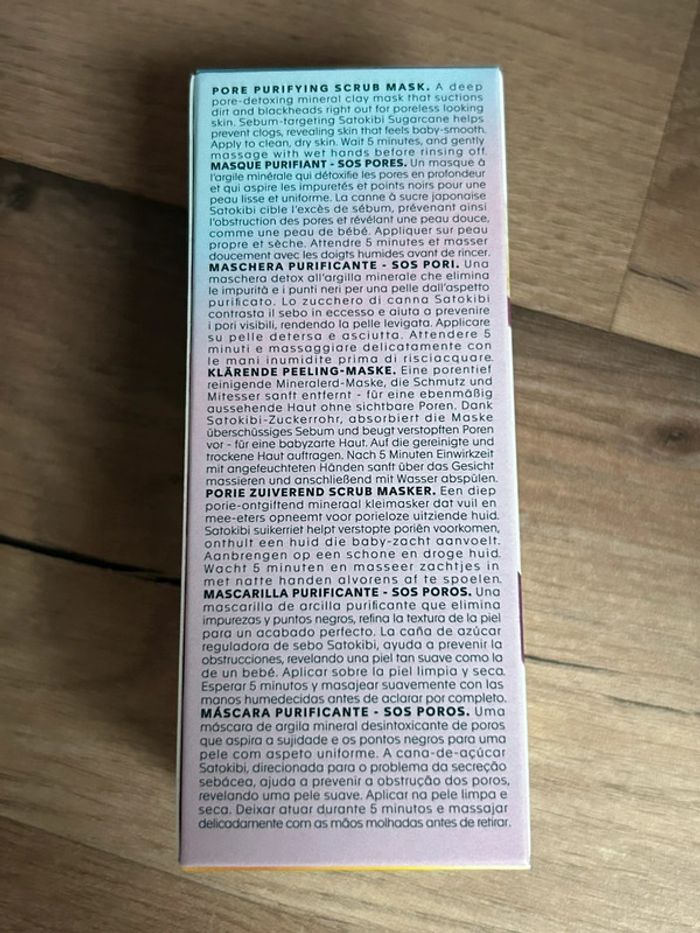 PORE PURIFYING SCRUB MASK. A deep
pore-detoxing mineral clay mask that suctions
dirt and blackheads right out for poreless looking
skin. Sebum-targeting Satokibi Sugarcane helps
prevent clogs, revealing skin that feels baby-smooth.
Apply to clean, dry skin. Wait 5 minutes, and gently
massage with wet hands before rinsing off.
MASQUE PURIFIANT - SOS PORES. Un masque à
l'argile minérale qui détoxifie les pores en profondeur
et qui aspire les impuretés et points noirs pour une
peau lisse et uniforme. La canne à sucre japonaise
Satokibi cible l'excès de sébum, prévenant ainsi
l'obstruction des pores et révélant une peau douce,
comme une peau de bébé. Appliquer sur peau
propre et sèche. Attendre 5 minutes et masser
doucement avec les doigts humides avant de rincer.
MASCHERA PURIFICANTE - SOS PORI. Una
maschera detox all'argilla minerale che elimina
le impurità e i punti neri per una pelle dall'aspetto
purificato. Lo zucchero di canna Satokibi
contrasta il sebo in eccesso e aiuta a prevenire
i pori visibili, rendendo la pelle levigata. Applicare
su pelle detersa e asciutta. Attendere 5
minuti e massaggiare delicatamente con
le mani inumidite prima di risciacquare.
KLÄRENDE PEELING-MASKE. Eine porentief
reinigende Mineralerd-Maske, die Schmutz und
Mitesser sanft entfernt - für eine ebenmäßig
aussehende Haut ohne sichtbare Poren. Dank
Satokibi-Zuckerrohr, absorbiert die Maske
überschüssiges Sebum und beugt verstopften Poren
vor - für eine babyzarte Haut. Auf die gereinigte und
trockene Haut auftragen. Nach 5 Minuten Einwirkzeit
mit angefeuchteten Händen sanft über das Gesicht
massieren und anschließend mit Wasser abspülen.
PORIE ZUIVEREND SCRUB MASKER. Een diep
porie-ontgiftend mineraal kleimasker dat vuil en
mee-eters opneemt voor porieloze uitziende huid.
Satokibi suikerriet helpt verstopte poriën voorkomen,
onthult een huid die baby-zacht aanvoelt.
Aanbrengen op een schone en droge huid.
Wacht 5 minuten en masseer zachtjes in
met natte handen alvorens af te spoelen.
MASCARILLA PURIFICANTE - SOS POROS. Una
mascarilla de arcilla purificante que elimina
impurezas y puntos negros, refina la textura de la piel
para un acabado perfecto. La caña de azúcar
reguladora de sebo Satokibi, ayuda a prevenir la
obstrucciones, revelando una piel tan suave como la
de un bebé. Aplicar sobre la piel limpia y seca.
Esperar 5 minutos y masajear suavemente con las
manos humedecidas antes de aclarar por completo.
MÁSCARA PURIFICANTE - SOS POROS. Uma
máscara de argila mineral desintoxicante de poros
que aspira a sujidade e os pontos negros para uma
pele com aspeto uniforme. A cana-de-açúcar
Satokibi, direcionada para o problema da secreção
sebácea, ajuda a prevenir a obstrução dos poros,
revelando uma pele suave. Aplicar na pele limpa e
seca. Deixar atuar durante 5 minutos e massajar
delicadamente com as mãos molhadas antes de retirar.